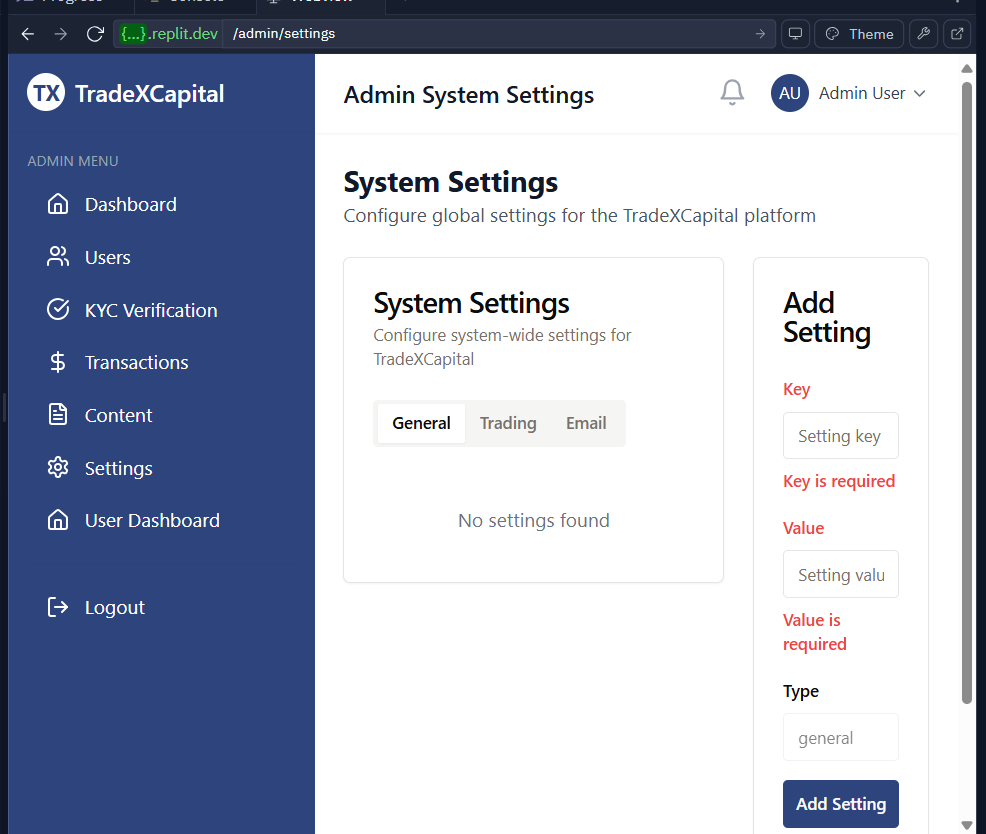 {...}.replit.dev /admin/settings
Theme
TX TradeXCapital
Admin System Settings
AU Admin User
ADMIN MENU
Dashboard
Users
KYC Verification
Transactions
Content
Settings
User Dashboard
Logout
System Settings
Configure global settings for the TradeXCapital platform
System Settings
Configure system-wide settings for
TradeXCapital
General Trading Email
No settings found
Add
Setting
Key
Setting key
Key is required
Value
Setting valu
Value is
required
Type
general
Add Setting